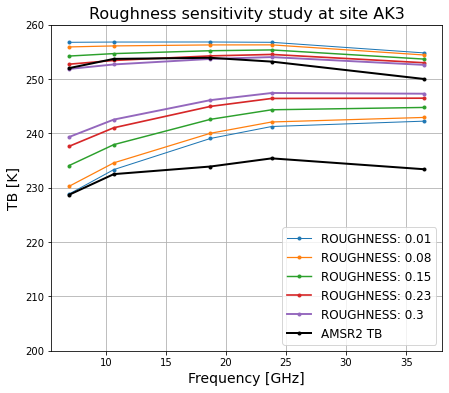 Roughness sensitivity study at site AK3
TB [K]
260
250
240
230
220
210
200
ROUGHNESS: 0.01
ROUGHNESS: 0.08
ROUGHNESS: 0.15
ROUGHNESS: 0.23
ROUGHNESS: 0.3
AMSR2 TB
10 15 20 25 30 35
Frequency [GHz]